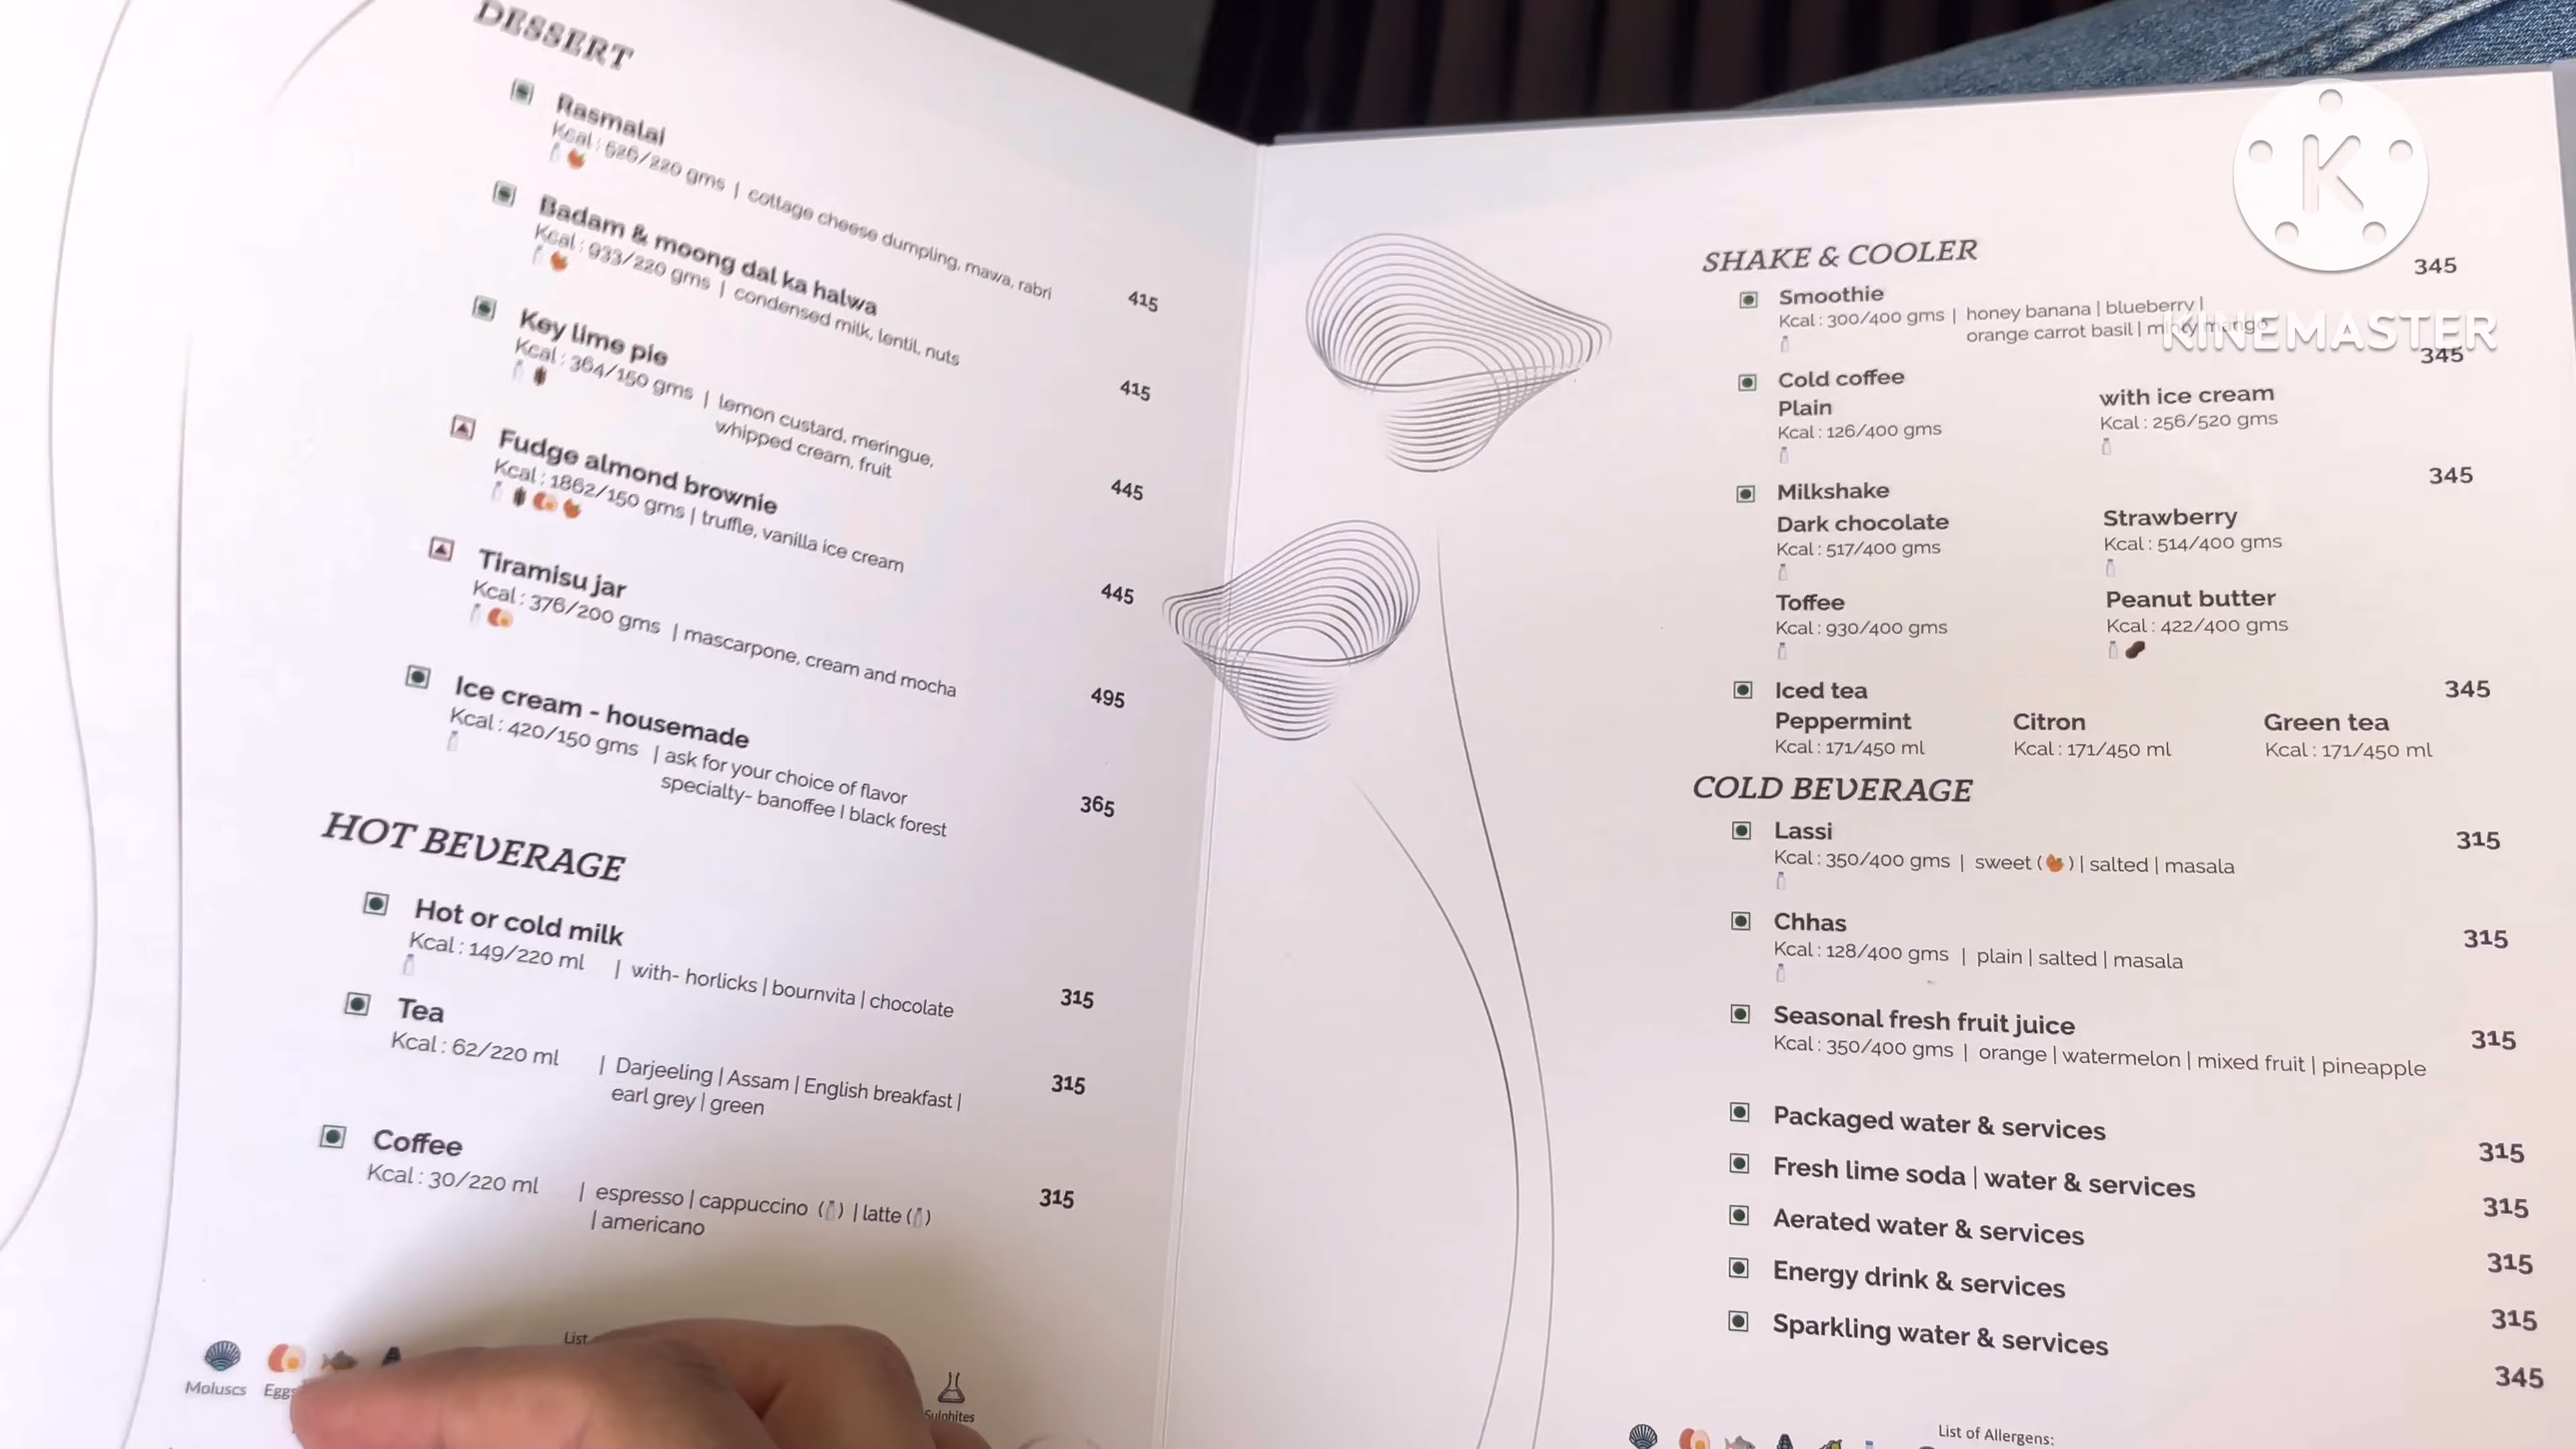 DESSERT
Rasmalai
Kcal : 626/220 gms | cottage cheese dumpling, mawa, rabri
415
Badam & moong dal ka halwa
Kcal : 933/220 gms | condensed milk, lentil, nuts
415
Key lime pie
Kcal : 364/150 gms | lemon custard, meringue,
whipped cream, fruit
445
Fudge almond brownie
Kcal : 1862/150 gms | truffle, vanilla ice cream
445
Tiramisu jar
Kcal : 376/200 gms | mascarpone, cream and mocha
495
Ice cream - housemade
Kcal : 420/150 gms | ask for your choice of flavor
specialty- banoffee | black forest
365
HOT BEVERAGE
Hot or cold milk
Kcal : 149/220 ml | with- horlicks | bournvita | chocolate
315
Tea
Kcal : 62/220 ml | Darjeeling | Assam | English breakfast |
earl grey | green
315
Coffee
Kcal : 30/220 ml | espresso | cappuccino ( ) | latte ( )
| americano
315
List
Moluscs
Sulphites
SHAKE & COOLER
Smoothie 345
Kcal : 300/400 gms | honey banana | blueberry |
orange carrot basil | minty mango
Cold coffee 345
Plain with ice cream
Kcal : 126/400 gms Kcal : 256/520 gms
Milkshake 345
Dark chocolate Strawberry
Kcal : 517/400 gms Kcal : 514/400 gms
Toffee Peanut butter
Kcal : 930/400 gms Kcal : 422/400 gms
Iced tea 345
Peppermint Citron Green tea
Kcal : 171/450 ml Kcal : 171/450 ml Kcal : 171/450 ml
COLD BEVERAGE
Lassi 315
Kcal : 350/400 gms | sweet ( ) | salted | masala
Chhas 315
Kcal : 128/400 gms | plain | salted | masala
Seasonal fresh fruit juice 315
Kcal : 350/400 gms | orange | watermelon | mixed fruit | pineapple
Packaged water & services 315
Fresh lime soda | water & services 315
Aerated water & services 315
Energy drink & services 315
Sparkling water & services 345
List of Allergens:
K
KINEMASTER